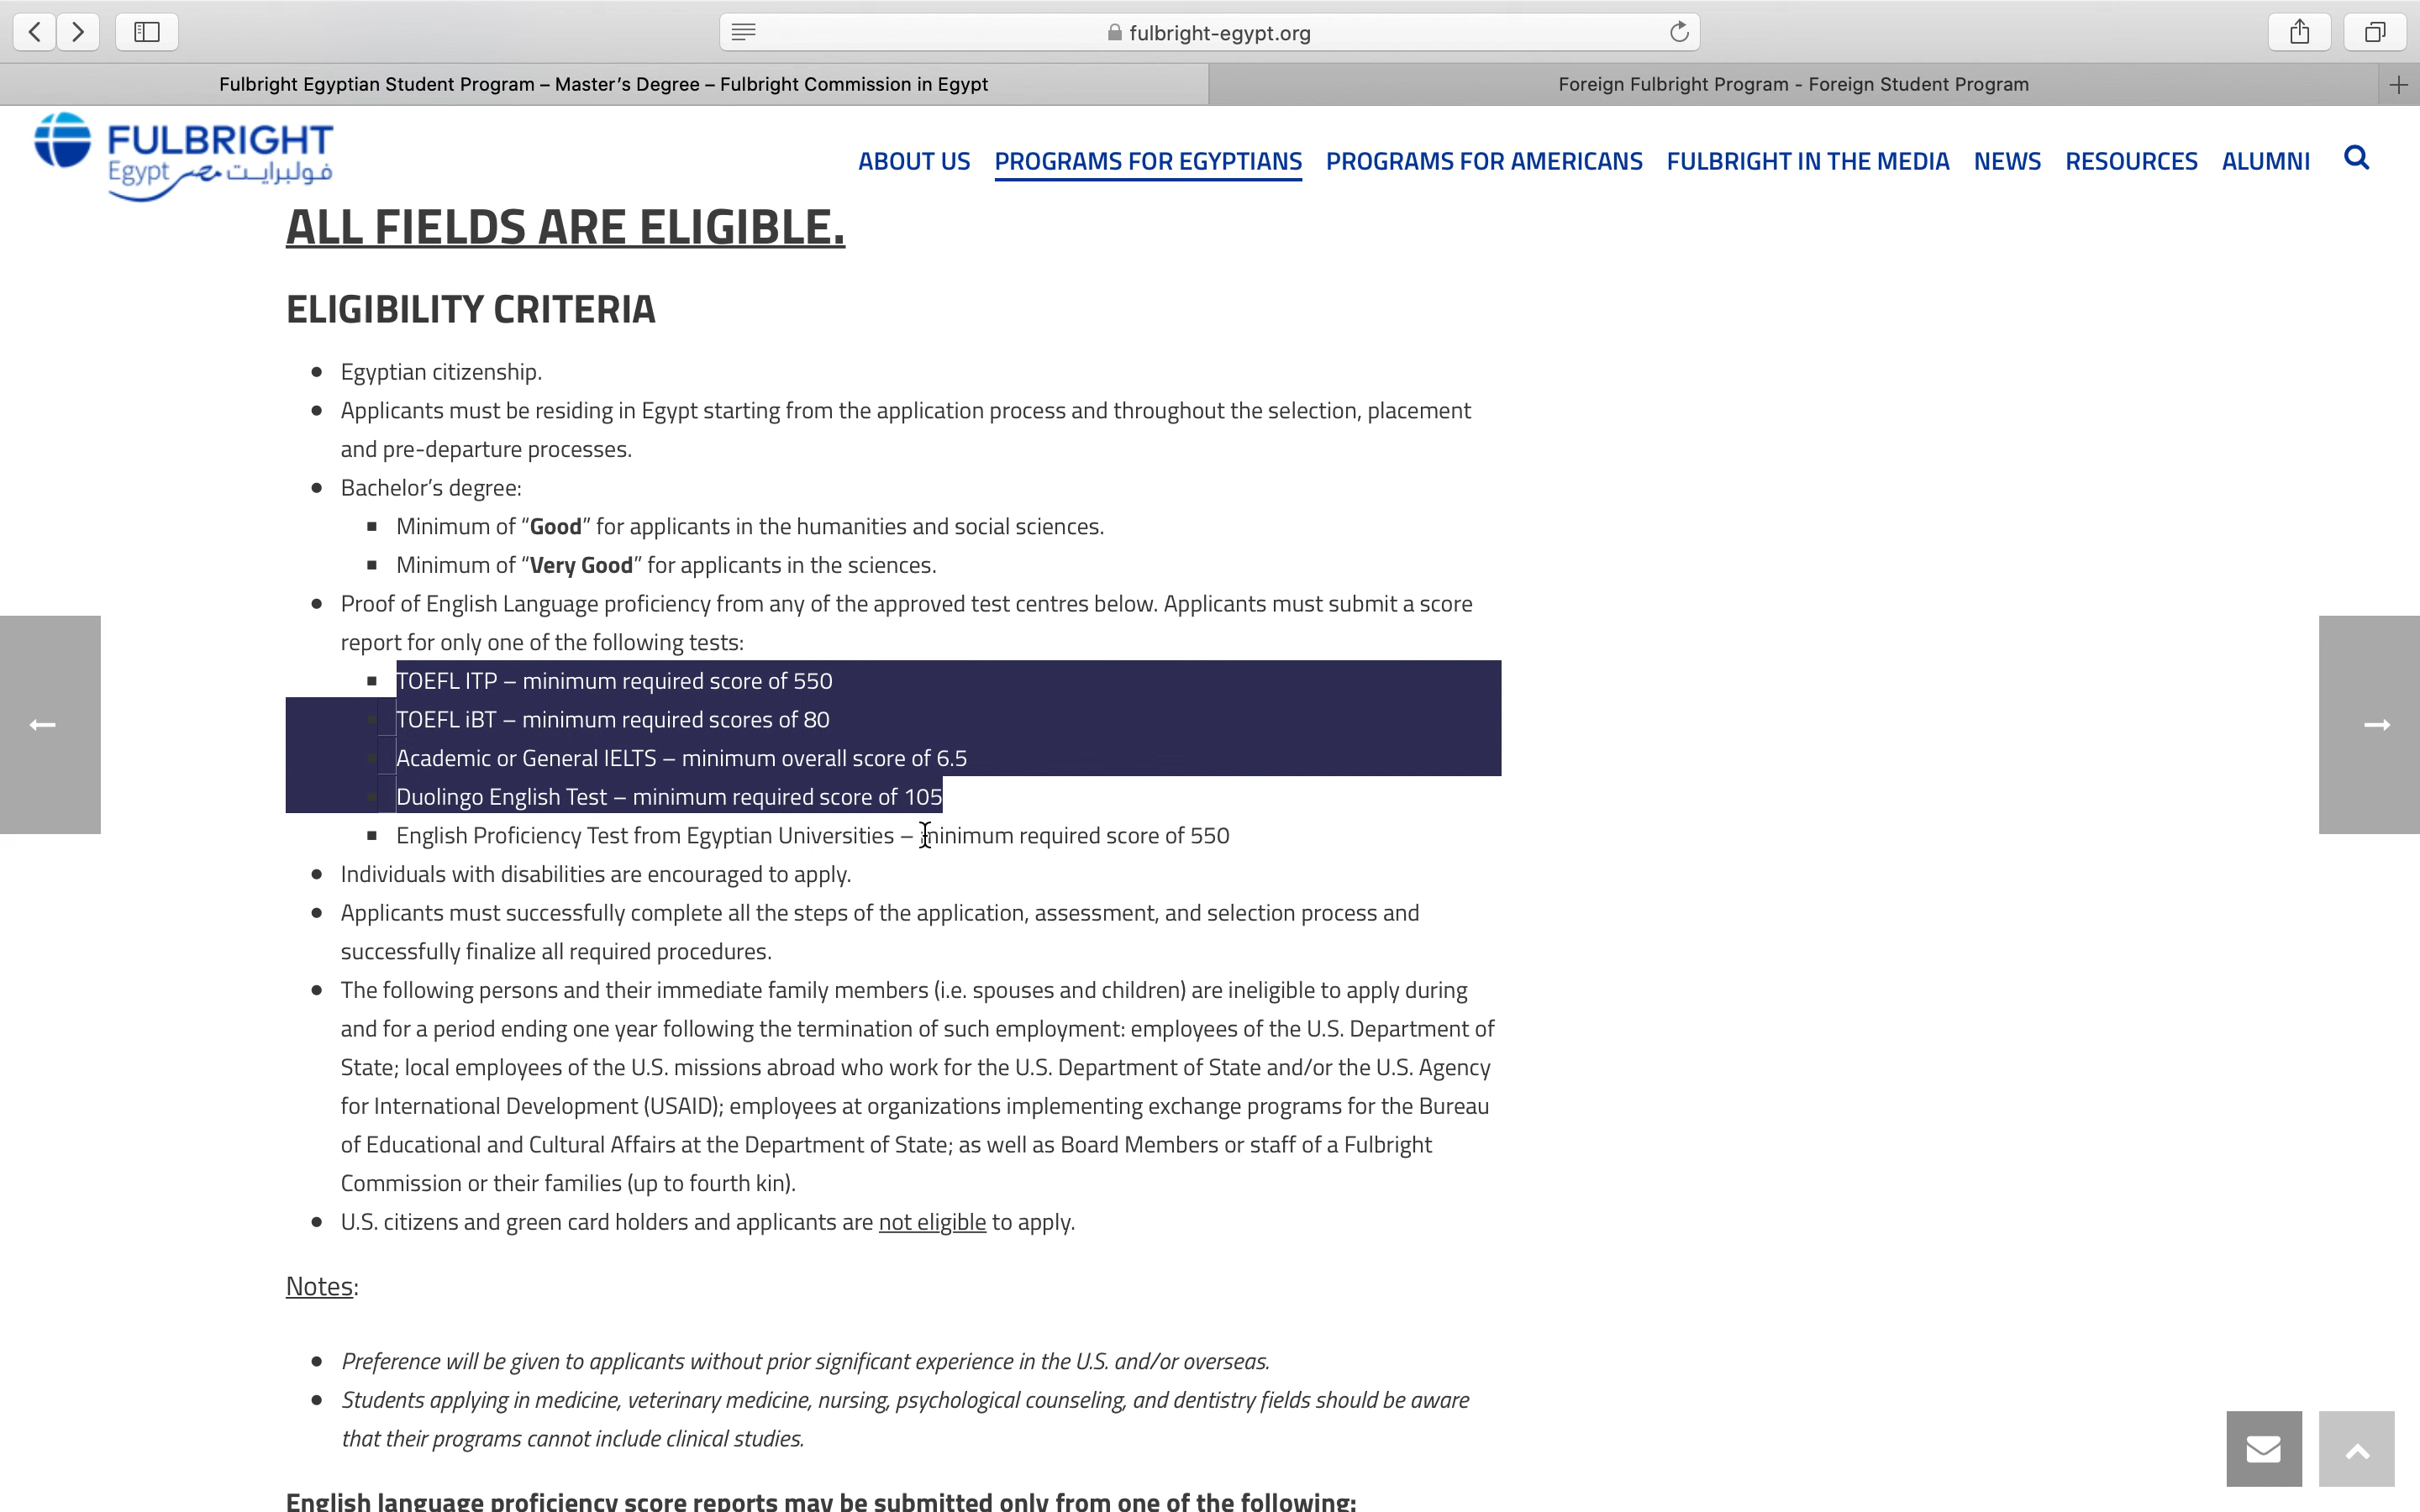 fulbright-egypt.org
Fulbright Egyptian Student Program – Master's Degree – Fulbright Commission in Egypt
Foreign Fulbright Program - Foreign Student Program
FULBRIGHT
Egypt فولبرايت مصر
ABOUT US PROGRAMS FOR EGYPTIANS PROGRAMS FOR AMERICANS FULBRIGHT IN THE MEDIA NEWS RESOURCES ALUMNI
ALL FIELDS ARE ELIGIBLE.
ELIGIBILITY CRITERIA
Egyptian citizenship.
Applicants must be residing in Egypt starting from the application process and throughout the selection, placement
and pre-departure processes.
Bachelor's degree:
Minimum of “Good” for applicants in the humanities and social sciences.
Minimum of “Very Good” for applicants in the sciences.
Proof of English Language proficiency from any of the approved test centres below. Applicants must submit a score
report for only one of the following tests:
TOEFL ITP – minimum required score of 550
TOEFL iBT – minimum required scores of 80
Academic or General IELTS – minimum overall score of 6.5
Duolingo English Test – minimum required score of 105
English Proficiency Test from Egyptian Universities – minimum required score of 550
Individuals with disabilities are encouraged to apply.
Applicants must successfully complete all the steps of the application, assessment, and selection process and
successfully finalize all required procedures.
The following persons and their immediate family members (i.e. spouses and children) are ineligible to apply during
and for a period ending one year following the termination of such employment: employees of the U.S. Department of
State; local employees of the U.S. missions abroad who work for the U.S. Department of State and/or the U.S. Agency
for International Development (USAID); employees at organizations implementing exchange programs for the Bureau
of Educational and Cultural Affairs at the Department of State; as well as Board Members or staff of a Fulbright
Commission or their families (up to fourth kin).
U.S. citizens and green card holders and applicants are not eligible to apply.
Notes:
Preference will be given to applicants without prior significant experience in the U.S. and/or overseas.
Students applying in medicine, veterinary medicine, nursing, psychological counseling, and dentistry fields should be aware
that their programs cannot include clinical studies.
English language proficiency score reports may be submitted only from one of the following: